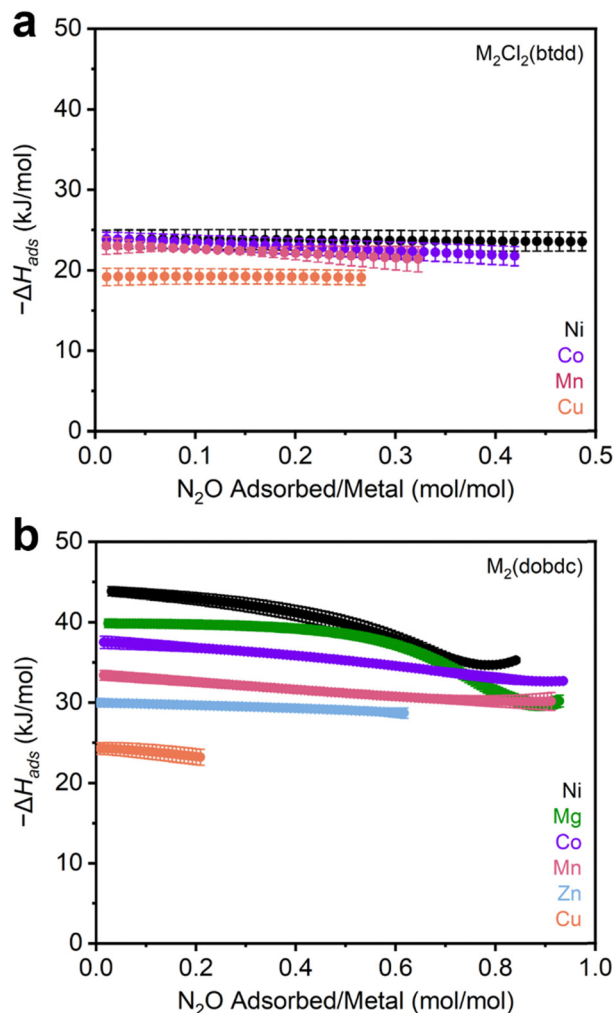 a
50
40
30
20
10
0
−ΔHads (kJ/mol)
M2Cl2(btdd)
Ni
Co
Mn
Cu
0.0 0.1 0.2 0.3 0.4 0.5
N2O Adsorbed/Metal (mol/mol)
b
50
40
30
20
10
0
−ΔHads (kJ/mol)
M2(dobdc)
Ni
Mg
Co
Mn
Zn
Cu
0.0 0.2 0.4 0.6 0.8 1.0
N2O Adsorbed/Metal (mol/mol)